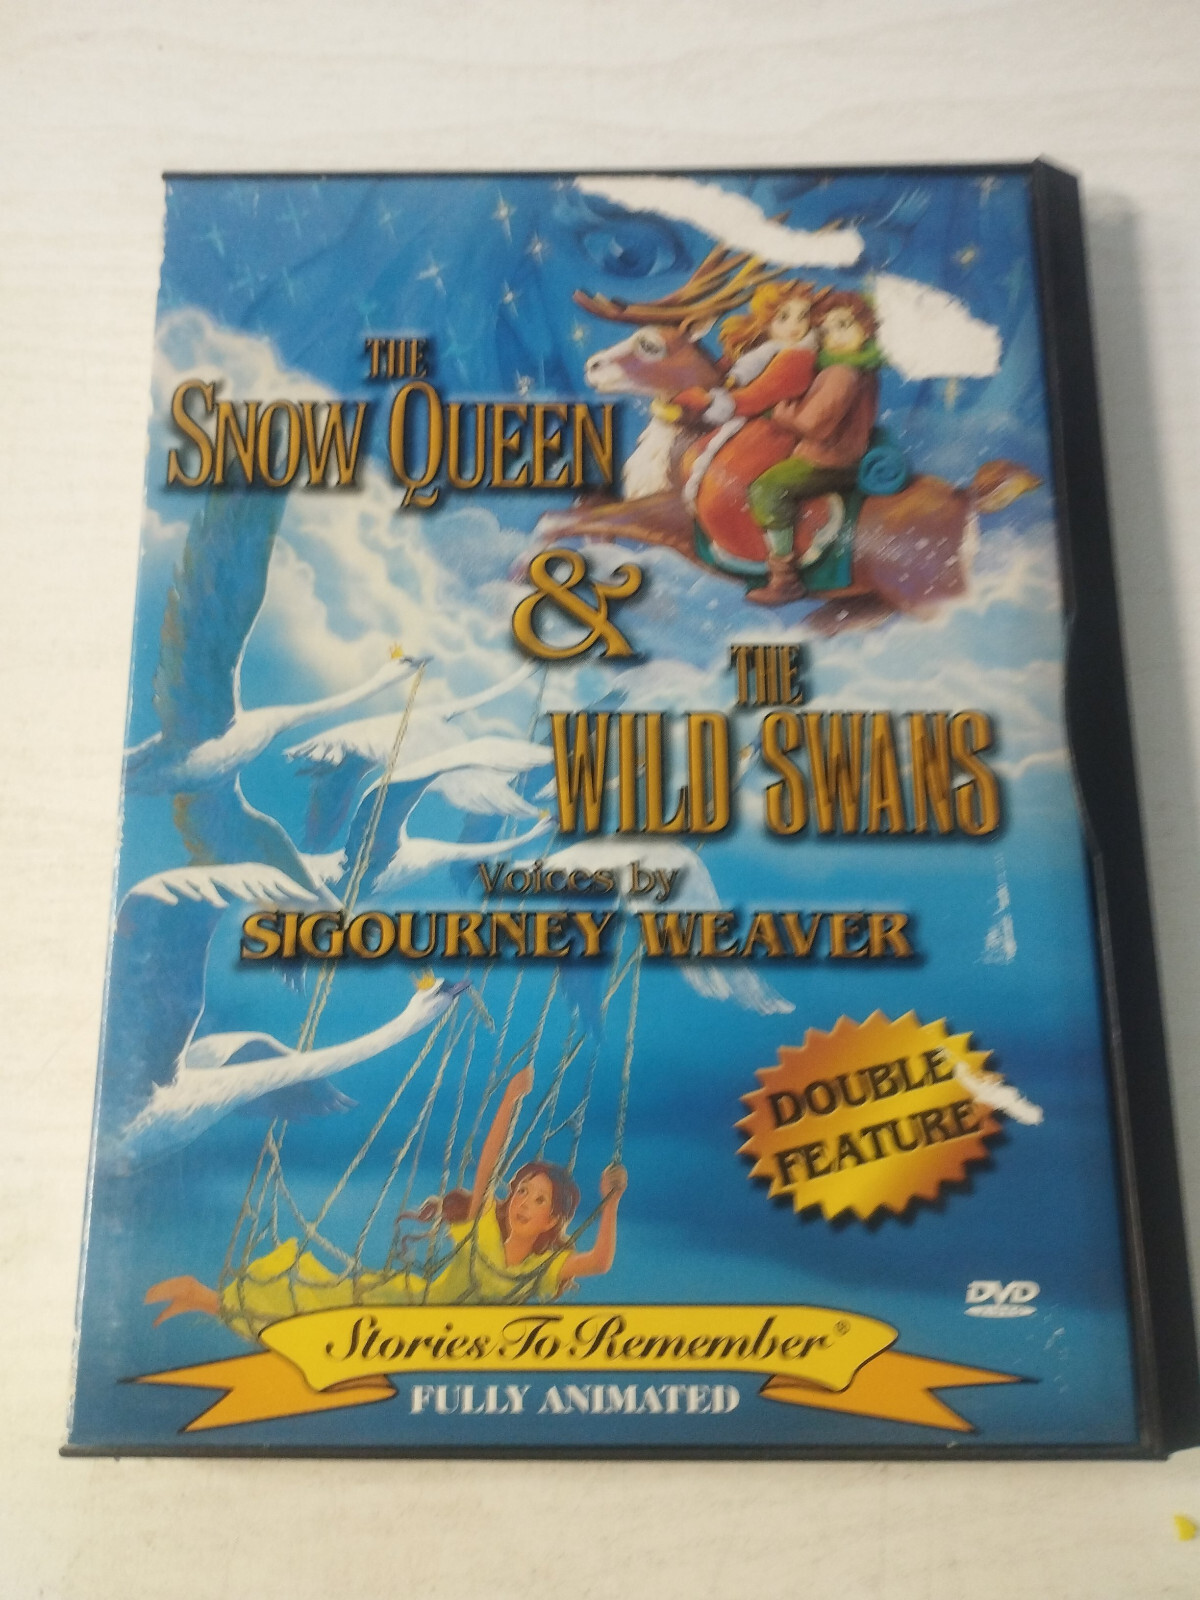 THE
SNOW QUEEN
&
THE
WILD SWANS
Voices by
SIGOURNEY WEAVER
DOUBLE
FEATURE
DVD
Stories To Remember®
FULLY ANIMATED